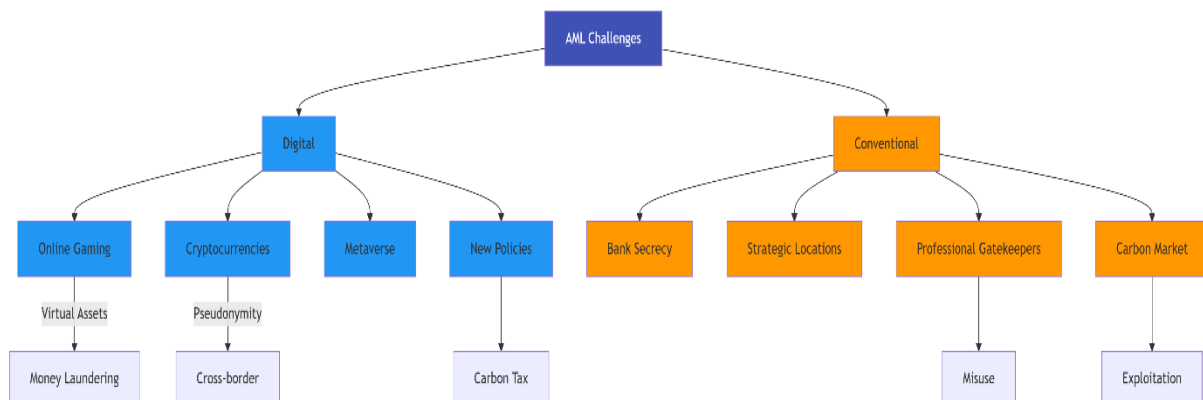 AML Challenges
Digital
Conventional
Online Gaming
Cryptocurrencies
Metaverse
New Policies
Bank Secrecy
Strategic Locations
Professional Gatekeepers
Carbon Market
Virtual Assets
Pseudonymity
Money Laundering
Cross-border
Carbon Tax
Misuse
Exploitation